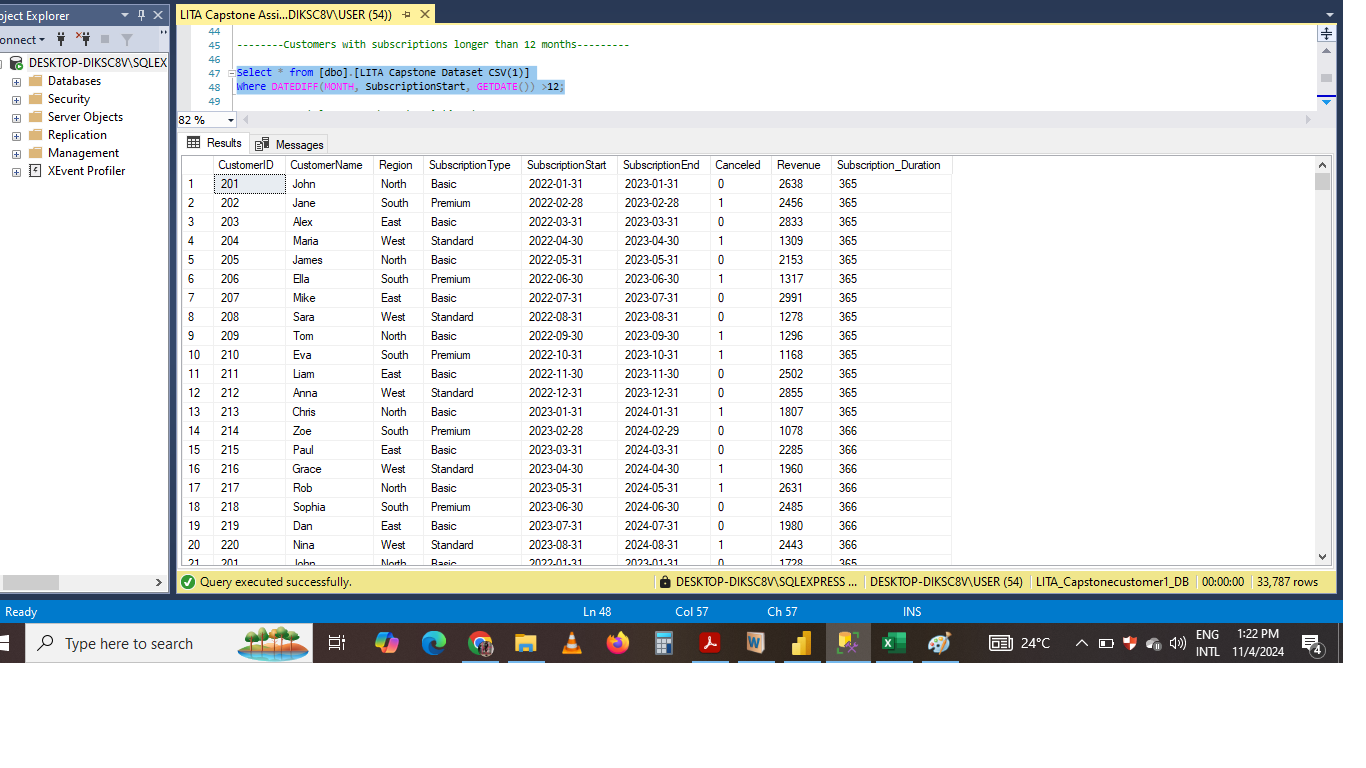 bject Explorer
LITA Capstone Assi...DIKSC8V\USER (54))
onnect
DESKTOP-DIKSC8V\SQLEX
Databases
Security
Server Objects
Replication
Management
XEvent Profiler
44
45 --------Customers with subscriptions longer than 12 months---------
46
47 Select * from [dbo].[LITA Capstone Dataset CSV(1)]
48 Where DATEDIFF(MONTH, SubscriptionStart, GETDATE()) >12;
49
82 %
Results Messages
CustomerID CustomerName Region SubscriptionType SubscriptionStart SubscriptionEnd Canceled Revenue Subscription_Duration
1 201 John North Basic 2022-01-31 2023-01-31 0 2638 365
2 202 Jane South Premium 2022-02-28 2023-02-28 1 2456 365
3 203 Alex East Basic 2022-03-31 2023-03-31 0 2833 365
4 204 Maria West Standard 2022-04-30 2023-04-30 1 1309 365
5 205 James North Basic 2022-05-31 2023-05-31 0 2153 365
6 206 Ella South Premium 2022-06-30 2023-06-30 1 1317 365
7 207 Mike East Basic 2022-07-31 2023-07-31 0 2991 365
8 208 Sara West Standard 2022-08-31 2023-08-31 0 1278 365
9 209 Tom North Basic 2022-09-30 2023-09-30 1 1296 365
10 210 Eva South Premium 2022-10-31 2023-10-31 1 1168 365
11 211 Liam East Basic 2022-11-30 2023-11-30 0 2502 365
12 212 Anna West Standard 2022-12-31 2023-12-31 0 2855 365
13 213 Chris North Basic 2023-01-31 2024-01-31 1 1807 365
14 214 Zoe South Premium 2023-02-28 2024-02-29 0 1078 366
15 215 Paul East Basic 2023-03-31 2024-03-31 0 2285 366
16 216 Grace West Standard 2023-04-30 2024-04-30 1 1960 366
17 217 Rob North Basic 2023-05-31 2024-05-31 1 2631 366
18 218 Sophia South Premium 2023-06-30 2024-06-30 0 2485 366
19 219 Dan East Basic 2023-07-31 2024-07-31 0 1980 366
20 220 Nina West Standard 2023-08-31 2024-08-31 1 2443 366
21 201 John North Basic 2022-01-31 2023-01-31 0 1728 365
Query executed successfully. DESKTOP-DIKSC8V\SQLEXPRESS ... DESKTOP-DIKSC8V\USER (54) LITA_Capstonecustomer1_DB 00:00:00 33,787 rows
Ready Ln 48 Col 57 Ch 57 INS
Type here to search
24°C
ENG
INTL
1:22 PM
11/4/2024
4